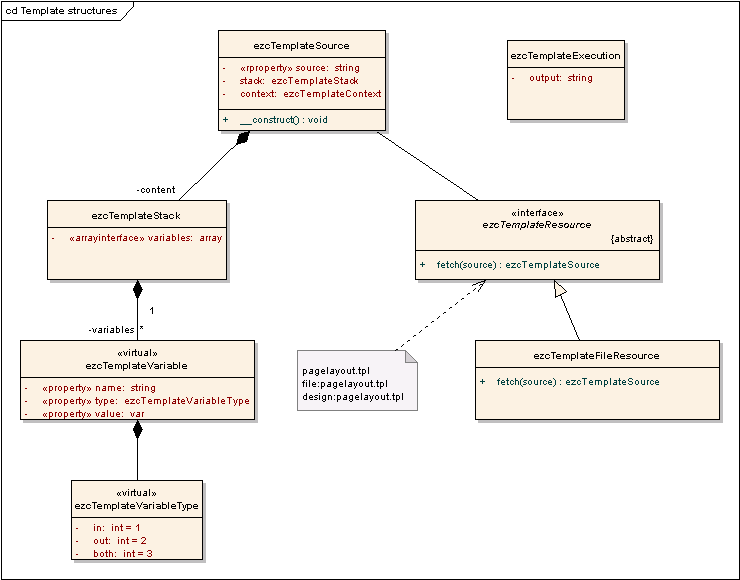 cd Template structures
ezcTemplateSource
- «rproperty» source: string
- stack: ezcTemplateStack
- context: ezcTemplateContext
+ __construct() : void
ezcTemplateExecution
- output: string
-content
ezcTemplateStack
- «arrayinterface» variables: array
«interface»
ezcTemplateResource
{abstract}
+ fetch(source) : ezcTemplateSource
1
-variables *
«virtual»
ezcTemplateVariable
- «property» name: string
- «property» type: ezcTemplateVariableType
- «property» value: var
pagelayout.tpl
file:pagelayout.tpl
design:pagelayout.tpl
ezcTemplateFileResource
+ fetch(source) : ezcTemplateSource
«virtual»
ezcTemplateVariableType
- in: int = 1
- out: int = 2
- both: int = 3